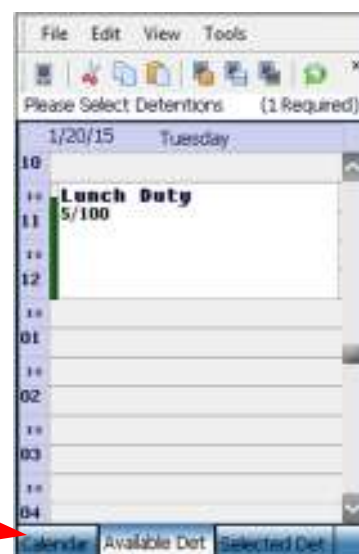 File Edit View Tools
Please Select Detentions (1 Required)
1/20/15 Tuesday
10
Lunch Duty
5/100
11
12
01
02
03
04
Calendar Available Det Selected Det